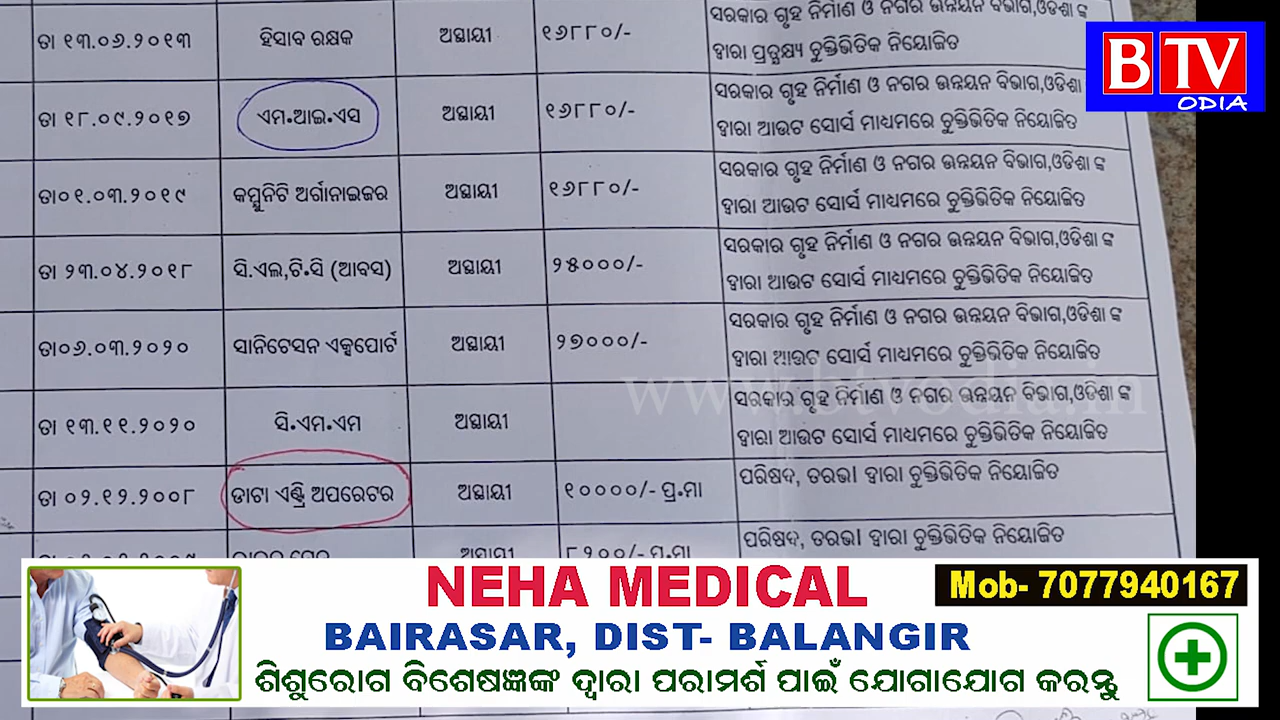 ତା ୧୩.୦୬.୨୦୧୩ ହିସାବ ରକ୍ଷକ ଅସ୍ଥାୟୀ ୧୬୮୮୦/- ସରକାର ଗୃହ ନିର୍ମାଣ ଓ ନଗର ଉନ୍ନୟନ ବିଭାଗ,ଓଡିଶା ଙ୍କ
ଦ୍ବାରା ପ୍ରତ୍ଯକ୍ଷ୍ୟ ଚୁକ୍ତିଭିତିକ ନିୟୋଜିତ
ତା ୧୮.୦୯.୨୦୧୭ ଏମ.ଆଇ.ଏସ ଅସ୍ଥାୟୀ ୧୬୮୮୦/- ସରକାର ଗୃହ ନିର୍ମାଣ ଓ ନଗର ଉନ୍ନୟନ ବିଭାଗ,ଓଡିଶା
ଦ୍ବାରା ଆଉଟ ସୋର୍ସ ମାଧ୍ୟମରେ ଚୁକ୍ତିଭିତିକ ନିୟୋଜିତ
ତା୦୧.୦୩.୨୦୧୯ କମ୍ଯୁନିଟି ଅର୍ଗାନାଇଜର ଅସ୍ଥାୟୀ ୧୬୮୮୦/- ସରକାର ଗୃହ ନିର୍ମାଣ ଓ ନଗର ଉନ୍ନୟନ ବିଭାଗ,ଓଡିଶା ଙ୍କ
ଦ୍ବାରା ଆଉଟ ସୋର୍ସ ମାଧ୍ୟମରେ ଚୁକ୍ତିଭିତିକ ନିୟୋଜିତ
ତା ୨୩.୦୪.୨୦୧୮ ସି.ଏଲ,ଟି.ସି (ଆବସ) ଅସ୍ଥାୟୀ ୨୫୦୦୦/- ସରକାର ଗୃହ ନିର୍ମାଣ ଓ ନଗର ଉନ୍ନୟନ ବିଭାଗ,ଓଡିଶା ଙ୍କ
ଦ୍ବାରା ଆଉଟ ସୋର୍ସ ମାଧ୍ୟମରେ ଚୁକ୍ତିଭିତିକ ନିୟୋଜିତ
ତା୦୬.୦୩.୨୦୨୦ ସାନିଟେସନ ଏକ୍ସପୋର୍ଟ ଅସ୍ଥାୟୀ ୨୭୦୦୦/- ସରକାର ଗୃହ ନିର୍ମାଣ ଓ ନଗର ଉନ୍ନୟନ ବିଭାଗ,ଓଡିଶା ଙ୍କ
ଦ୍ବାରା ଆଉଟ ସୋର୍ସ ମାଧ୍ୟମରେ ଚୁକ୍ତିଭିତିକ ନିୟୋଜିତ
ତା ୧୩.୧୧.୨୦୨୦ ସି.ଏମ.ଏମ ଅସ୍ଥାୟୀ ସରକାର ଗୃହ ନିର୍ମାଣ ଓ ନଗର ଉନ୍ନୟନ ବିଭାଗ,ଓଡିଶା ଙ୍କ
ଦ୍ବାରା ଆଉଟ ସୋର୍ସ ମାଧ୍ୟମରେ ଚୁକ୍ତିଭିତିକ ନିୟୋଜିତ
ତା ୦୨.୧୨.୨୦୦୮ ଡାଟା ଏଣ୍ଟ୍ରି ଅପରେଟର ଅସ୍ଥାୟୀ ୧୦୦୦୦/- ପ୍ର.ମା ପରିଷଦ, ତରଭା ଦ୍ବାରା ଚୁକ୍ତିଭିତିକ ନିୟୋଜିତ
ଅସ୍ଥାୟୀ ୮୨୦୦/- ପ୍ର.ମା ପରିଷଦ, ତରଭା ଦ୍ବାରା ଚୁକ୍ତିଭିତିକ ନିୟୋଜିତ
BTV
ODIA
www.btvodia.in
NEHA MEDICAL
Mob- 7077940167
BAIRASAR, DIST- BALANGIR
ଶିଶୁରୋଗ ବିଶେଷଜ୍ଞଙ୍କ ଦ୍ୱାରା ପରାମର୍ଶ ପାଇଁ ଯୋଗାଯୋଗ କରନ୍ତୁ